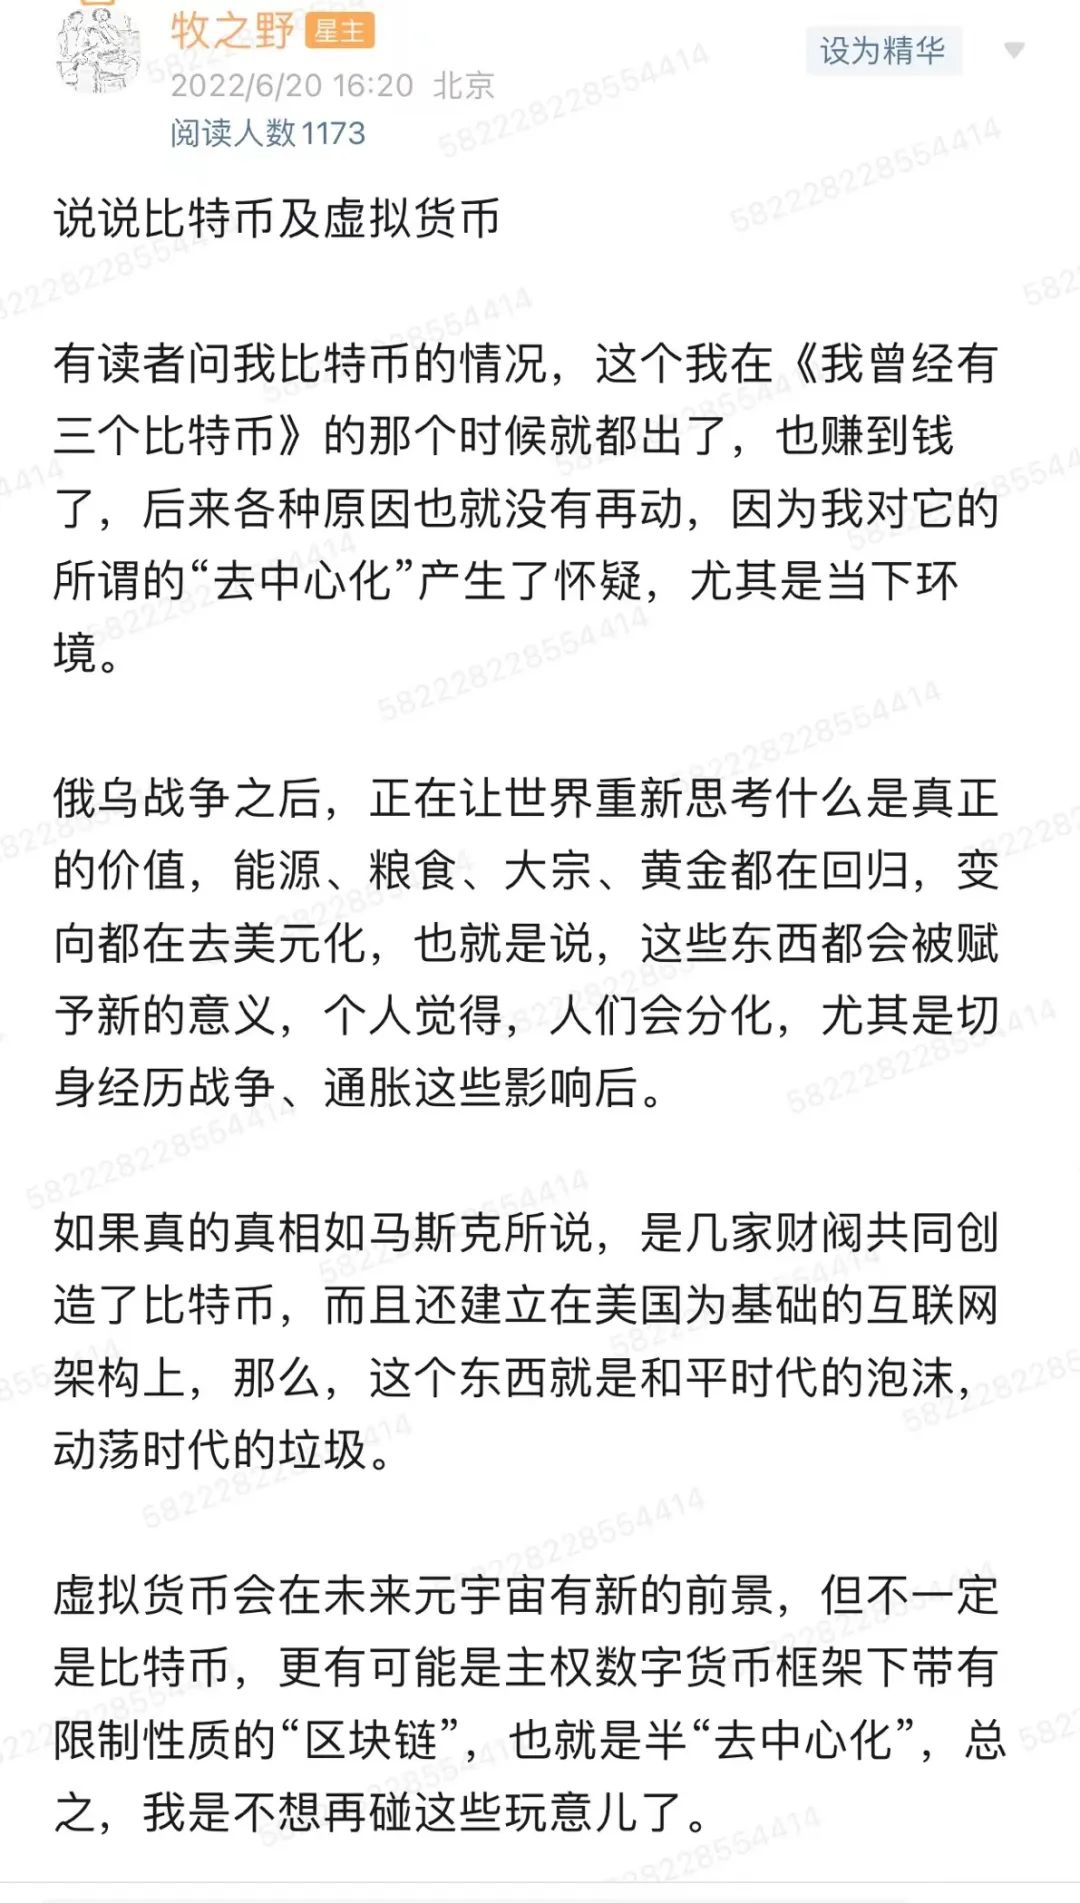 牧之野 星主
设为精华
2022/6/20 16:20 北京
阅读人数1173
说说比特币及虚拟货币
有读者问我比特币的情况，这个我在《我曾经有
三个比特币》的那个时候就都出了，也赚到钱
了，后来各种原因也就没有再动，因为我对它的
所谓的“去中心化”产生了怀疑，尤其是当下环
境。
俄乌战争之后，正在让世界重新思考什么是真正
的价值，能源、粮食、大宗、黄金都在回归，变
向都在去美元化，也就是说，这些东西都会被赋
予新的意义，个人觉得，人们会分化，尤其是切
身经历战争、通胀这些影响后。
如果真的真相如马斯克所说，是几家财阀共同创
造了比特币，而且还建立在美国为基础的互联网
架构上，那么，这个东西就是和平时代的泡沫，
动荡时代的垃圾。
虚拟货币会在未来元宇宙有新的前景，但不一定
是比特币，更有可能是主权数字货币框架下带有
限制性质的“区块链”，也就是半“去中心化”，总
之，我是不想再碰这些玩意儿了。
582228228554414